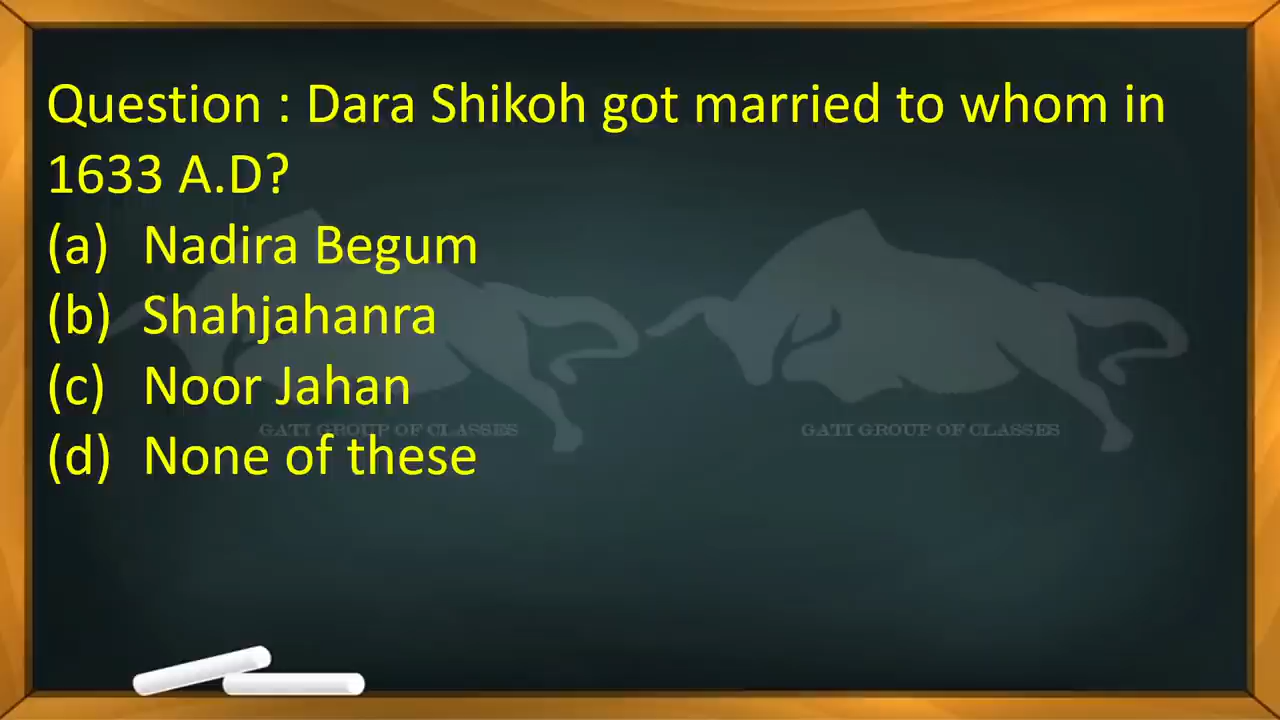 Question : Dara Shikoh got married to whom in
1633 A.D?
(a) Nadira Begum
(b) Shahjahanra
(c) Noor Jahan
GATI GROUP OF CLASSES GATI GROUP OF CLASSES
(d) None of these